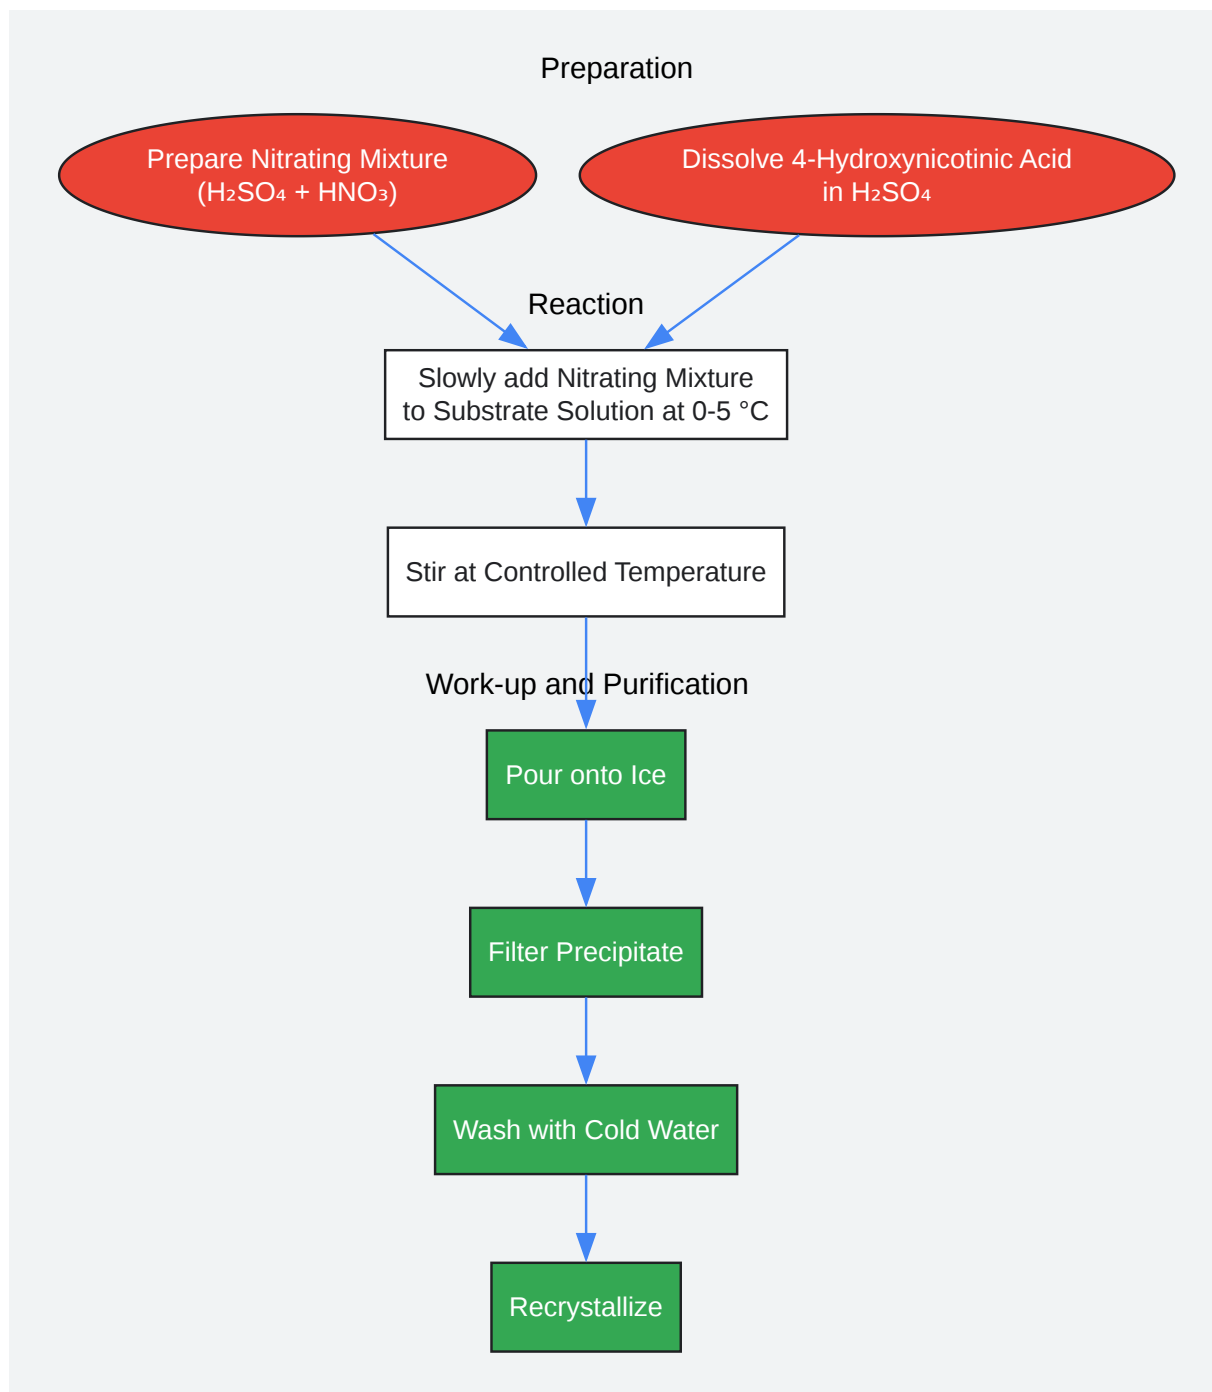 Preparation
Prepare Nitrating Mixture
(H₂SO₄ + HNO₃)
Dissolve 4-Hydroxynicotinic Acid
in H₂SO₄
Reaction
Slowly add Nitrating Mixture
to Substrate Solution at 0-5 °C
Stir at Controlled Temperature
Work-up and Purification
Pour onto Ice
Filter Precipitate
Wash with Cold Water
Recrystallize